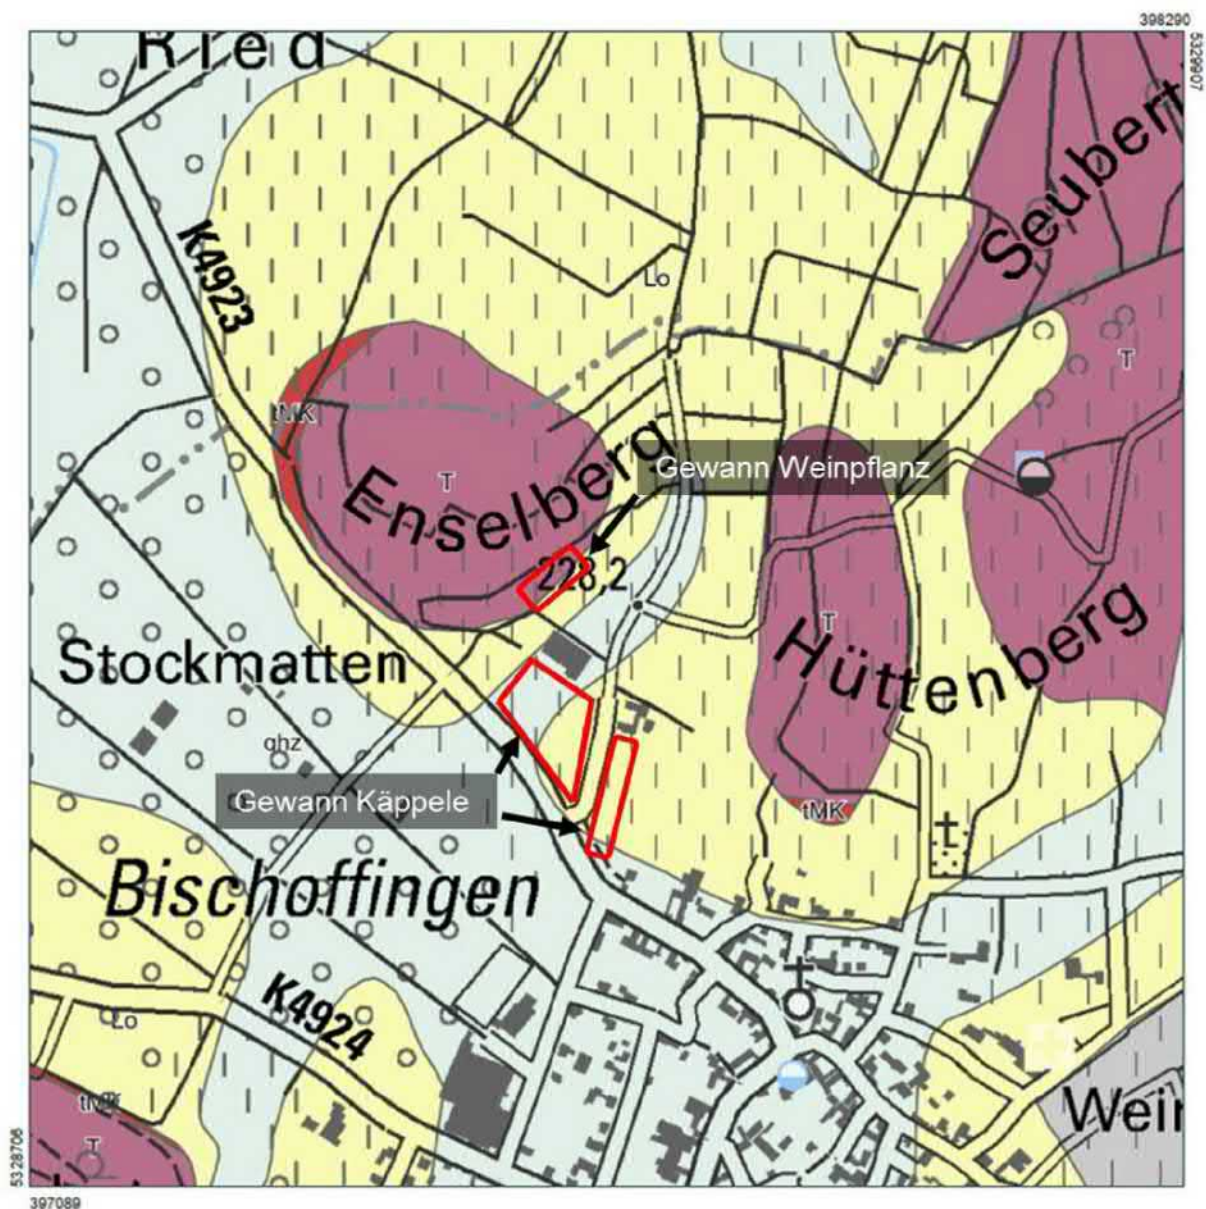 398290
5329907
Ried
Seubert
K4923
Lo
T
tMK
T
Enselberg
Gewann Weinpflanz
228,2
T
Hüttenberg
Stockmatten
qhz
Gewann Käppele
tMK
Bischoffingen
K4924
Lo
T
Wein
5328706
397089